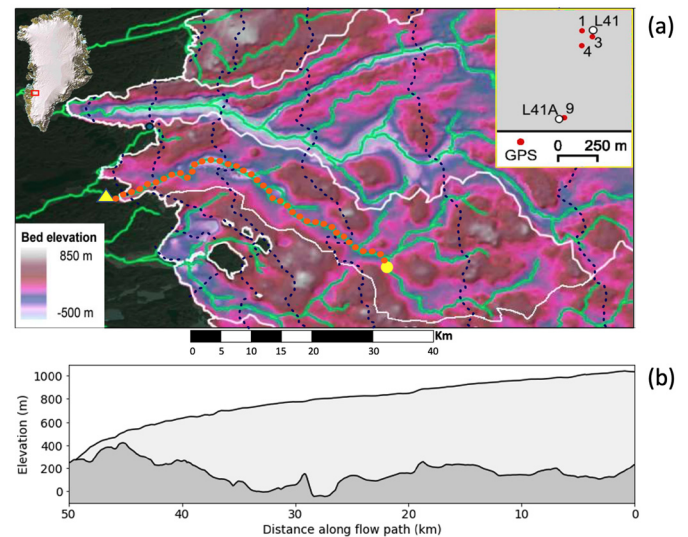 (a)
1 L41
3
4
L41A 9
GPS 0 250 m
Bed elevation
850 m
-500 m
Km
0 5 10 15 20 30 40
(b)
1000
800
600
400
200
0
Elevation (m)
50 40 30 20 10 0
Distance along flow path (km)